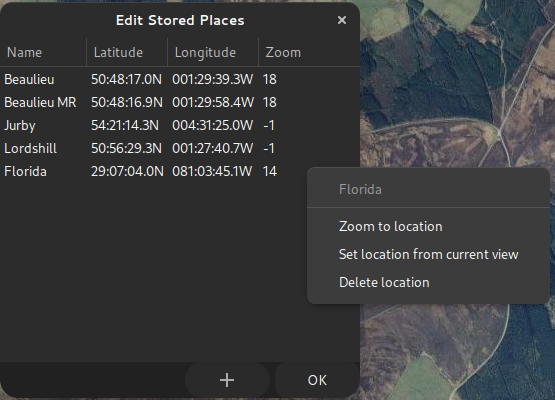 Edit Stored Places
Name Latitude Longitude Zoom
Beaulieu 50:48:17.0N 001:29:39.3W 18
Beaulieu MR 50:48:16.9N 001:29:58.4W 18
Jurby 54:21:14.3N 004:31:25.0W -1
Lordshill 50:56:29.3N 001:27:40.7W -1
Florida 29:07:04.0N 081:03:45.1W 14
Florida
Zoom to location
Set location from current view
Delete location
OK